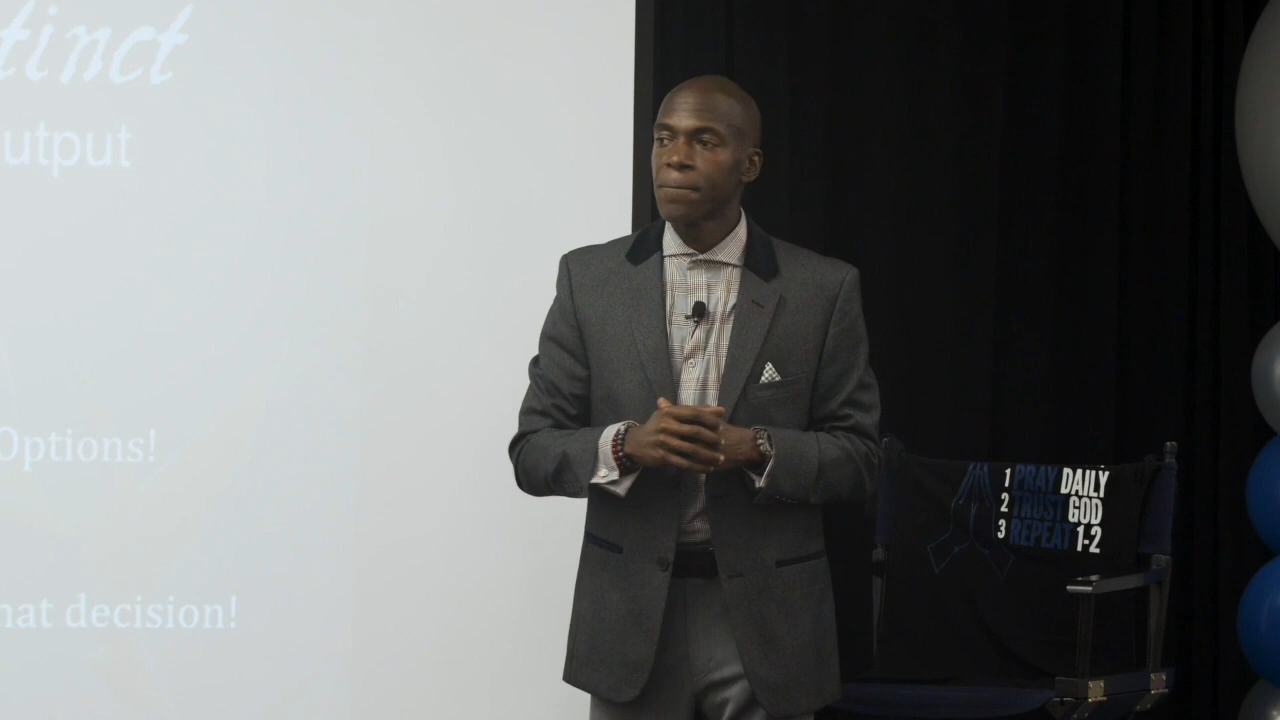 tinct
utput
Options!
hat decision!
1 PRAY DAILY
2 TRUST GOD
3 REPEAT 1-2